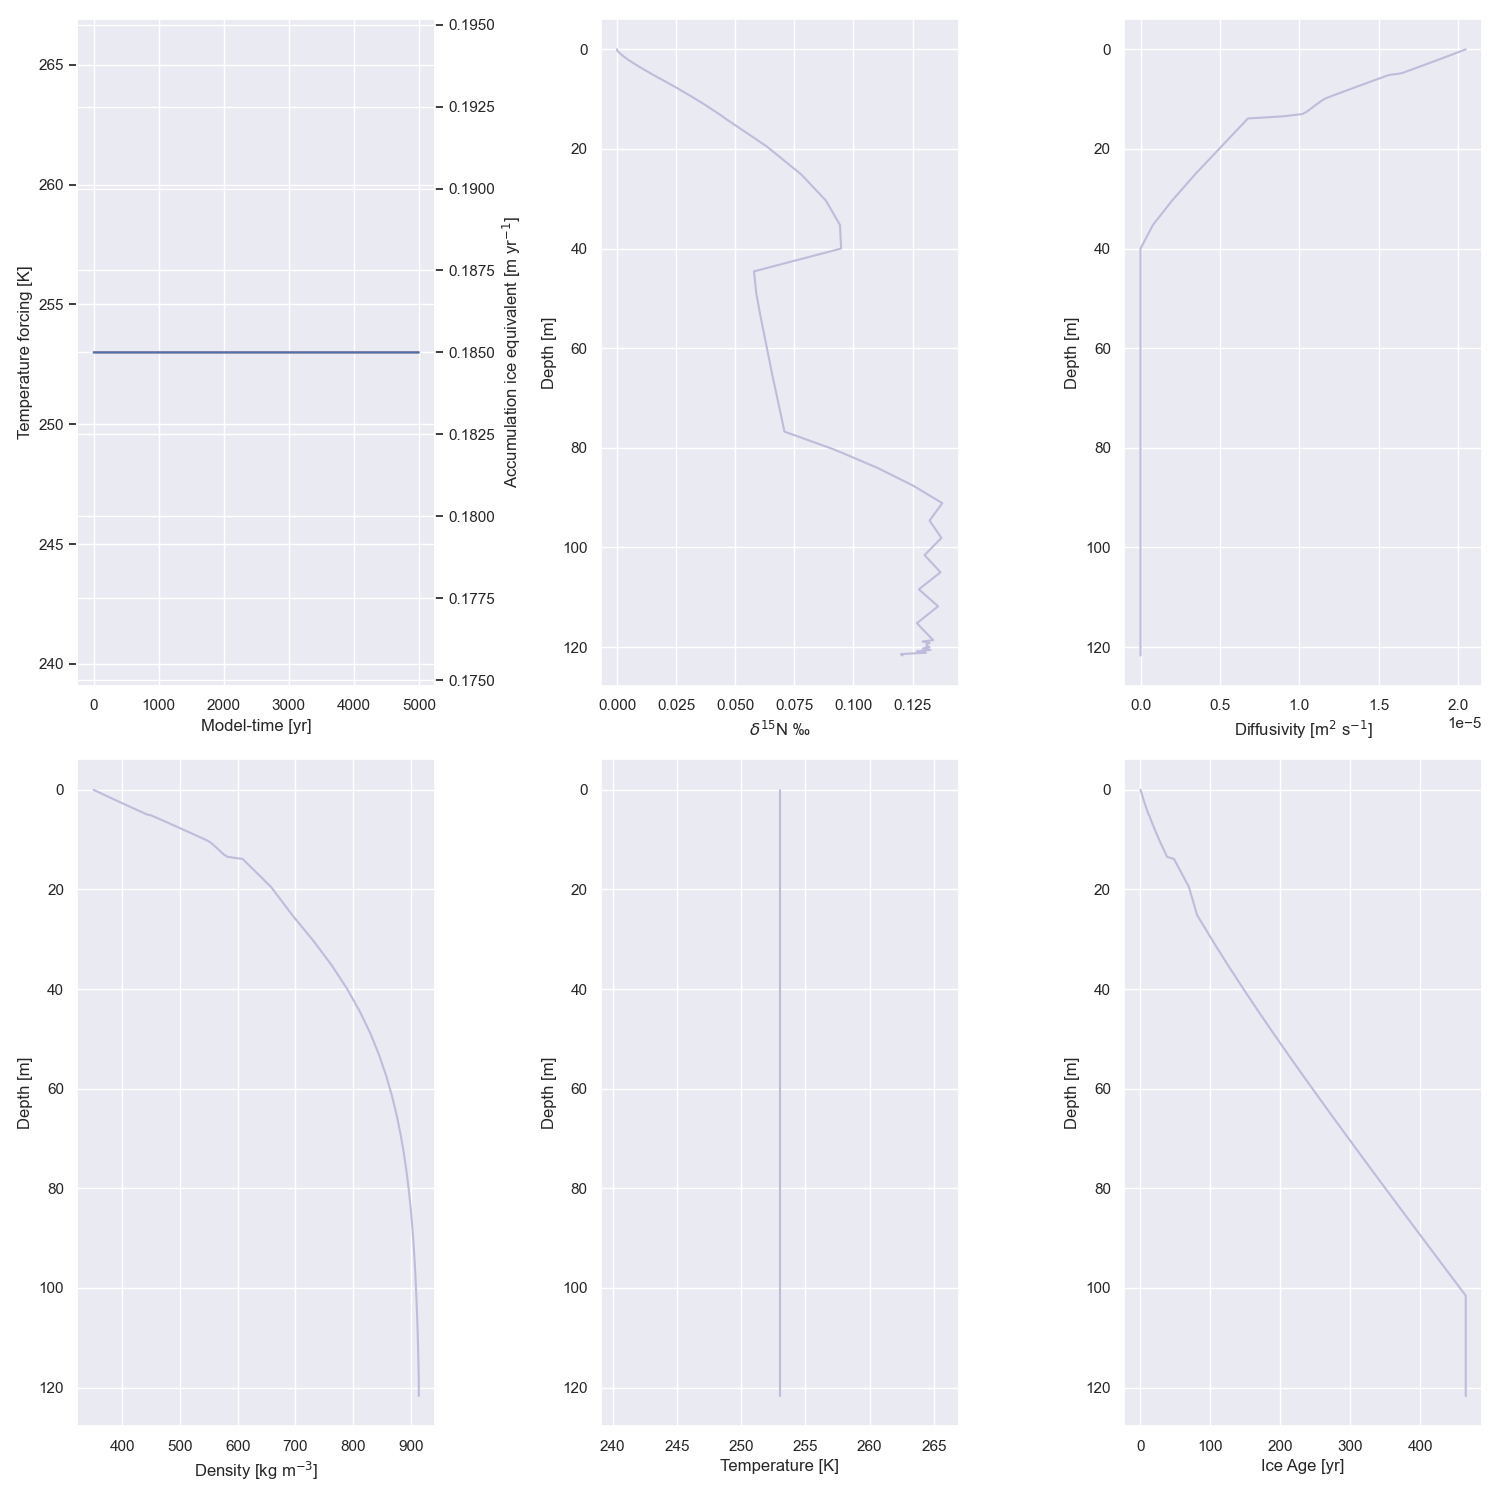 Temperature forcing [K]
265
260
255
250
245
240
0 1000 2000 3000 4000 5000
Model-time [yr]
0.1950
0.1925
0.1900
0.1875
0.1850
0.1825
0.1800
0.1775
0.1750
Accumulation ice equivalent [m yr⁻¹]
Depth [m]
0
20
40
60
80
100
120
0.000 0.025 0.050 0.075 0.100 0.125
δ¹⁵N ‰
Depth [m]
0
20
40
60
80
100
120
0.0 0.5 1.0 1.5 2.0
1e−5
Diffusivity [m² s⁻¹]
Depth [m]
0
20
40
60
80
100
120
400 500 600 700 800 900
Density [kg m⁻³]
Depth [m]
0
20
40
60
80
100
120
240 245 250 255 260 265
Temperature [K]
Depth [m]
0
20
40
60
80
100
120
0 100 200 300 400
Ice Age [yr]